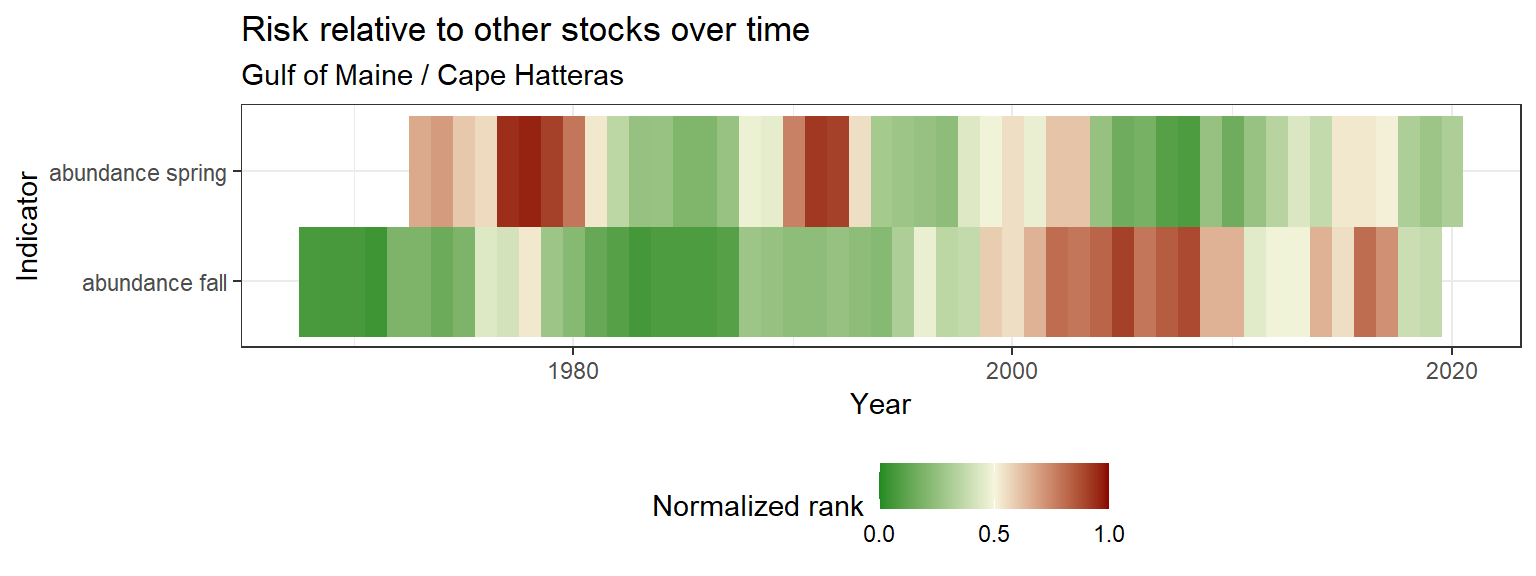 Risk relative to other stocks over time
Gulf of Maine / Cape Hatteras
Indicator
abundance spring
abundance fall
1980 2000 2020
Year
Normalized rank
0.0 0.5 1.0